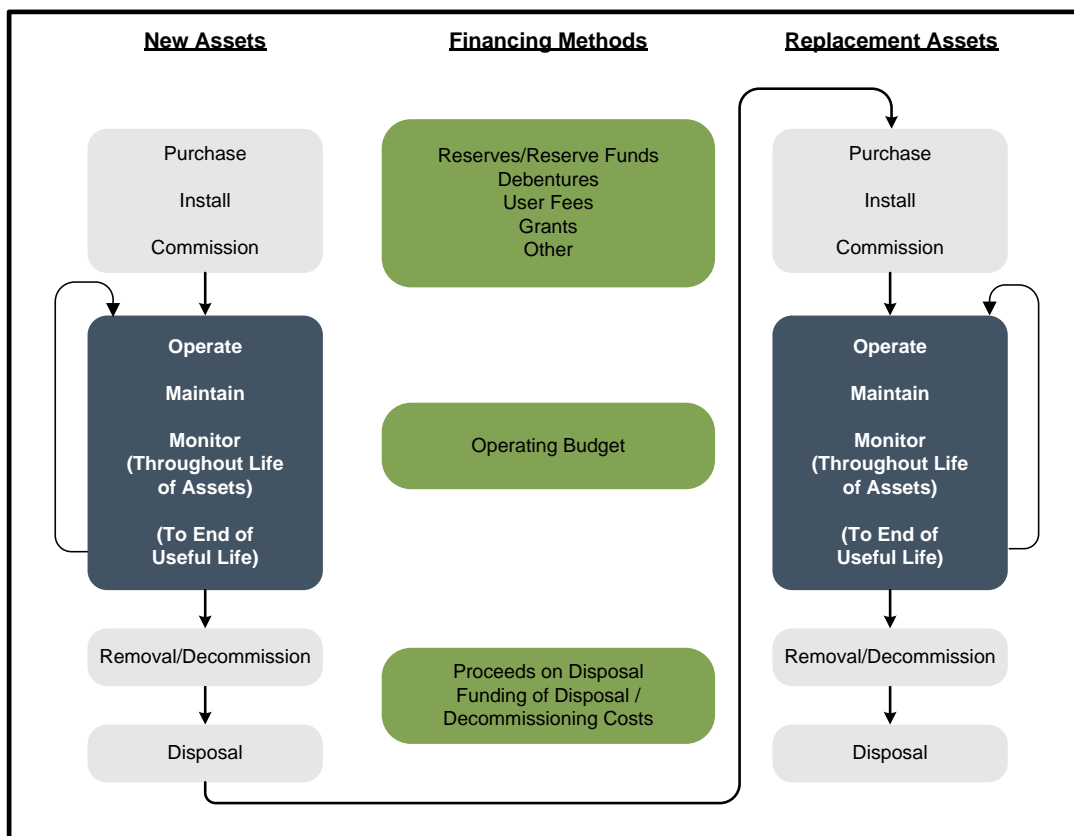 New Assets
Purchase
Install
Commission
Operate
Maintain
Monitor
(Throughout Life
of Assets)
(To End of
Useful Life)
Removal/Decommission
Disposal
Financing Methods
Reserves/Reserve Funds
Debentures
User Fees
Grants
Other
Operating Budget
Proceeds on Disposal
Funding of Disposal /
Decommissioning Costs
Replacement Assets
Purchase
Install
Commission
Operate
Maintain
Monitor
(Throughout Life
of Assets)
(To End of
Useful Life)
Removal/Decommission
Disposal